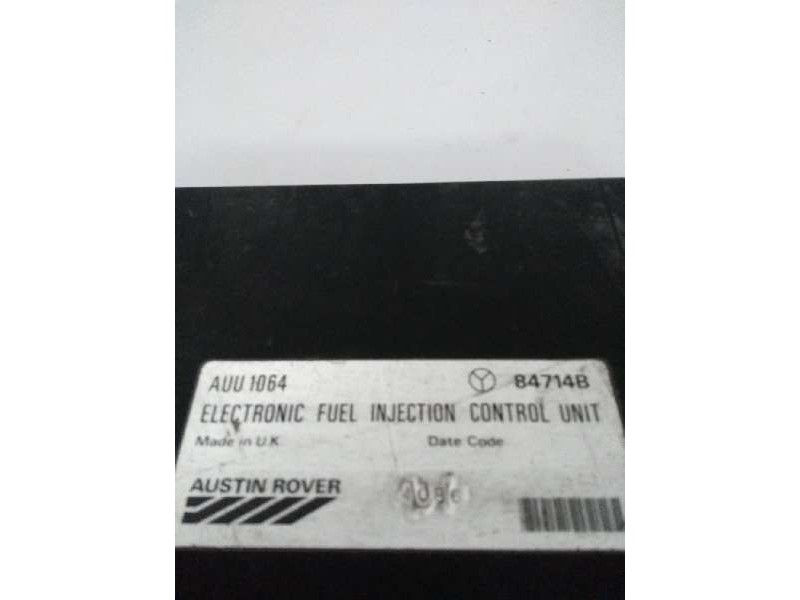 AUU 1064 84714B
ELECTRONIC FUEL INJECTION CONTROL UNIT
Made in U.K Date Code
AUSTIN ROVER